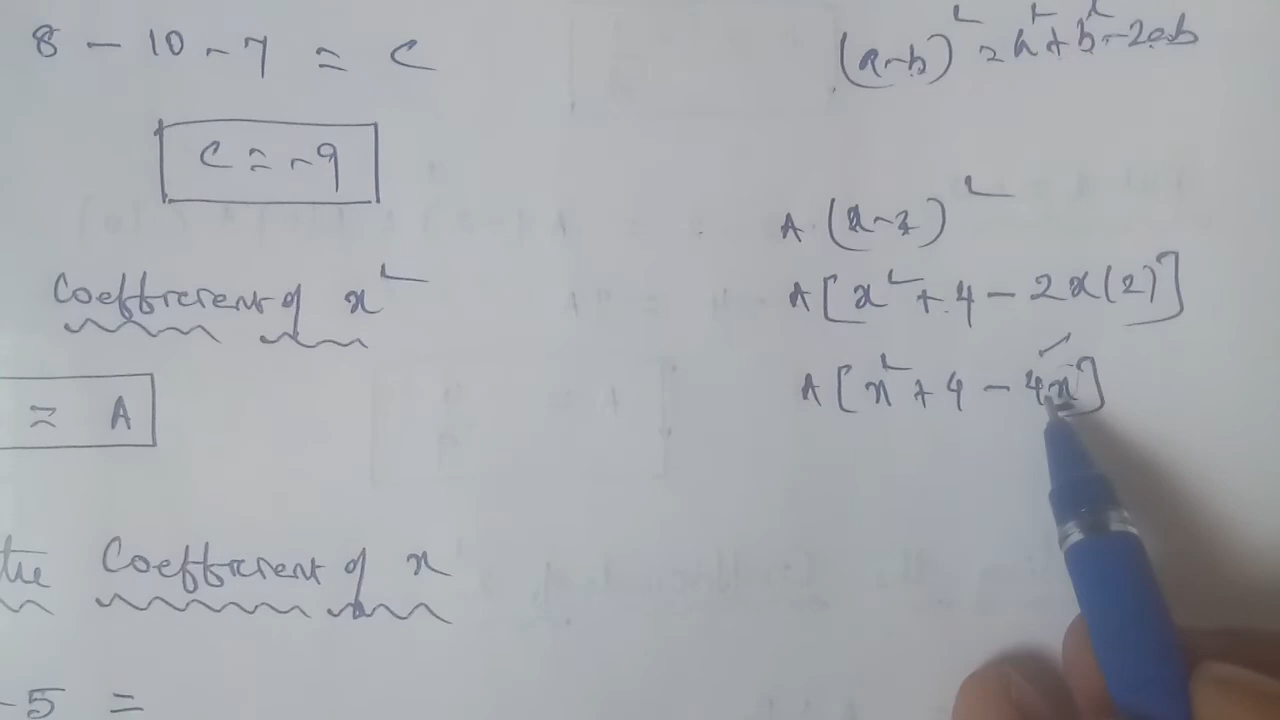 8 - 10 - 7 = C
C = -9
Coefficient of x²
= A
the Coefficient of x
-5 =
(a-b)² = a² + b² - 2ab
A (x-2)²
A [x² + 4 - 2x(2)]
A [x² + 4 - 4x]